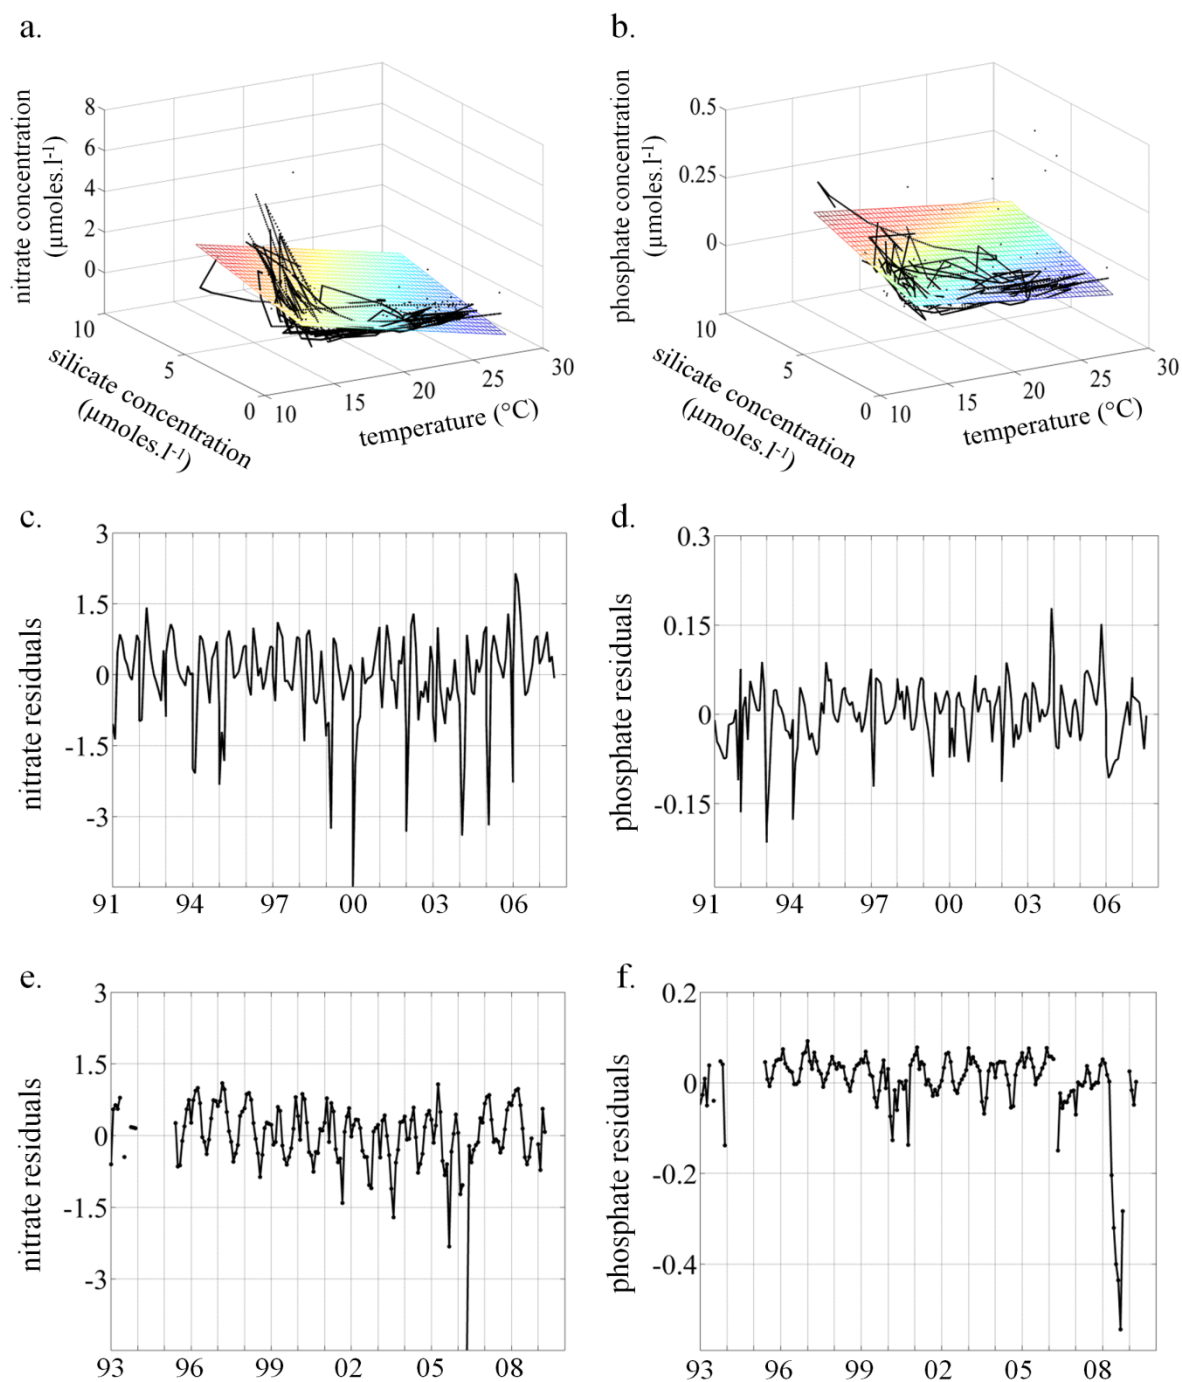 a.
nitrate concentration
(μmoles.l-1)
8
6
4
2
0
10
5
0
silicate concentration
(μmoles.l-1)
10
15
20
25
30
temperature (°C)
b.
phosphate concentration
(μmoles.l-1)
0.5
0.25
0
10
5
0
silicate concentration
(μmoles.l-1)
10
15
20
25
30
temperature (°C)
c.
nitrate residuals
3
1.5
0
-1.5
-3
91 94 97 00 03 06
d.
phosphate residuals
0.3
0.15
0
-0.15
91 94 97 00 03 06
e.
nitrate residuals
3
1.5
0
-1.5
-3
93 96 99 02 05 08
f.
phosphate residuals
0.2
0
-0.2
-0.4
93 96 99 02 05 08